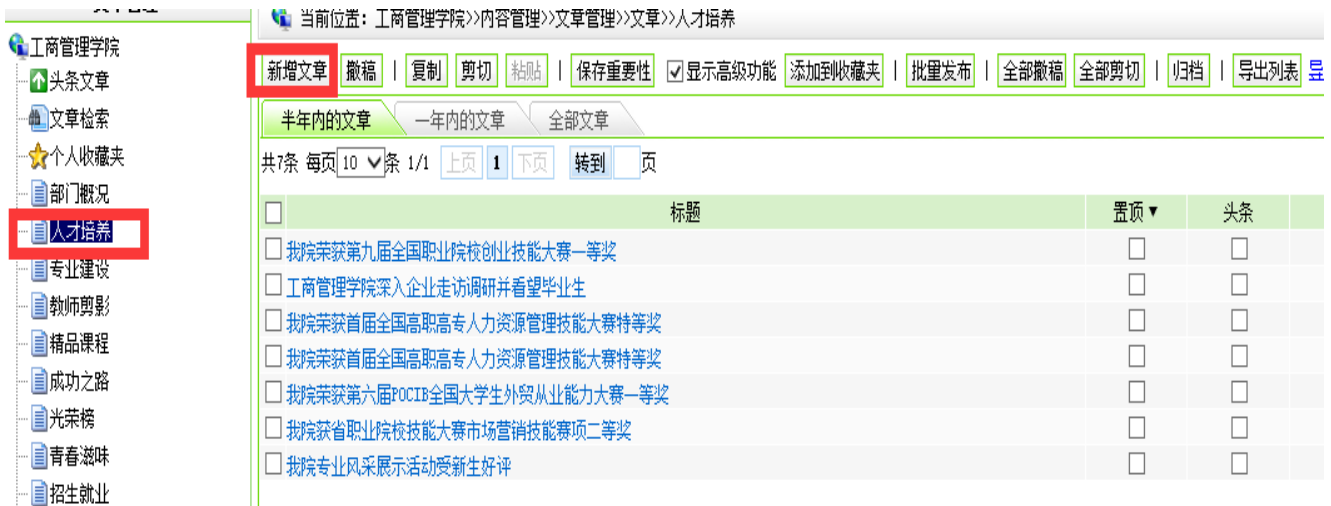 当前位置：工商管理学院>>内容管理>>文章管理>>文章>>人才培养
工商管理学院
头条文章
文章检索
个人收藏夹
部门概况
人才培养
专业建设
教师剪影
精品课程
成功之路
光荣榜
青春滋味
招生就业
新增文章 撤稿 | 复制 剪切 粘贴 | 保存重要性 显示高级功能 添加到收藏夹 | 批里发布 | 全部撤稿 全部剪切 | 归档 | 导出列表 导
半年内的文章 一年内的文章 全部文章
共7条 每页 10 条 1/1 上页 1 下页 转到 页
标题 置顶▼ 头条
我院荣获第九届全国职业院校创业技能大赛一等奖
工商管理学院深入企业走访调研并看望毕业生
我院荣获首届全国高职高专人力资源管理技能大赛特等奖
我院荣获首届全国高职高专人力资源管理技能大赛特等奖
我院荣获第六届POCIB全国大学生外贸从业能力大赛一等奖
我院获省职业院校技能大赛市场营销技能赛项二等奖
我院专业风采展示活动受新生好评